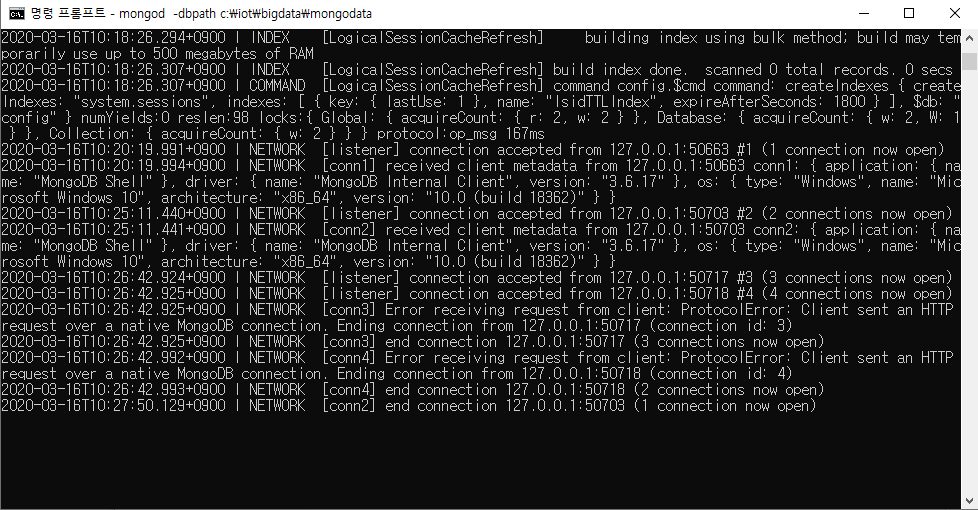 명령 프롬프트 - mongod  -dbpath c:₩iot₩bigdata₩mongodata
2020-03-16T10:18:26.294+0900 | INDEX    [LogicalSessionCacheRefresh]     building index using bulk method; build may tem
porarily use up to 500 megabytes of RAM
2020-03-16T10:18:26.307+0900 | INDEX    [LogicalSessionCacheRefresh] build index done.  scanned 0 total records. 0 secs
2020-03-16T10:18:26.307+0900 | COMMAND  [LogicalSessionCacheRefresh] command config.$cmd command: createIndexes { create
Indexes: "system.sessions", indexes: [ { key: { lastUse: 1 }, name: "lsidTTLIndex", expireAfterSeconds: 1800 } ], $db: "
config" } numYields:0 reslen:98 locks:{ Global: { acquireCount: { r: 2, w: 2 } }, Database: { acquireCount: { w: 2, W: 1
 } }, Collection: { acquireCount: { w: 2 } } } protocol:op_msg 167ms
2020-03-16T10:20:19.991+0900 | NETWORK  [listener] connection accepted from 127.0.0.1:50663 #1 (1 connection now open)
2020-03-16T10:20:19.994+0900 | NETWORK  [conn1] received client metadata from 127.0.0.1:50663 conn1: { application: { na
me: "MongoDB Shell" }, driver: { name: "MongoDB Internal Client", version: "3.6.17" }, os: { type: "Windows", name: "Mic
rosoft Windows 10", architecture: "x86_64", version: "10.0 (build 18362)" } }
2020-03-16T10:25:11.440+0900 | NETWORK  [listener] connection accepted from 127.0.0.1:50703 #2 (2 connections now open)
2020-03-16T10:25:11.441+0900 | NETWORK  [conn2] received client metadata from 127.0.0.1:50703 conn2: { application: { na
me: "MongoDB Shell" }, driver: { name: "MongoDB Internal Client", version: "3.6.17" }, os: { type: "Windows", name: "Mic
rosoft Windows 10", architecture: "x86_64", version: "10.0 (build 18362)" } }
2020-03-16T10:26:42.924+0900 | NETWORK  [listener] connection accepted from 127.0.0.1:50717 #3 (3 connections now open)
2020-03-16T10:26:42.925+0900 | NETWORK  [listener] connection accepted from 127.0.0.1:50718 #4 (4 connections now open)
2020-03-16T10:26:42.925+0900 | NETWORK  [conn3] Error receiving request from client: ProtocolError: Client sent an HTTP
request over a native MongoDB connection. Ending connection from 127.0.0.1:50717 (connection id: 3)
2020-03-16T10:26:42.925+0900 | NETWORK  [conn3] end connection 127.0.0.1:50717 (3 connections now open)
2020-03-16T10:26:42.992+0900 | NETWORK  [conn4] Error receiving request from client: ProtocolError: Client sent an HTTP
request over a native MongoDB connection. Ending connection from 127.0.0.1:50718 (connection id: 4)
2020-03-16T10:26:42.993+0900 | NETWORK  [conn4] end connection 127.0.0.1:50718 (2 connections now open)
2020-03-16T10:27:50.129+0900 | NETWORK  [conn2] end connection 127.0.0.1:50703 (1 connection now open)